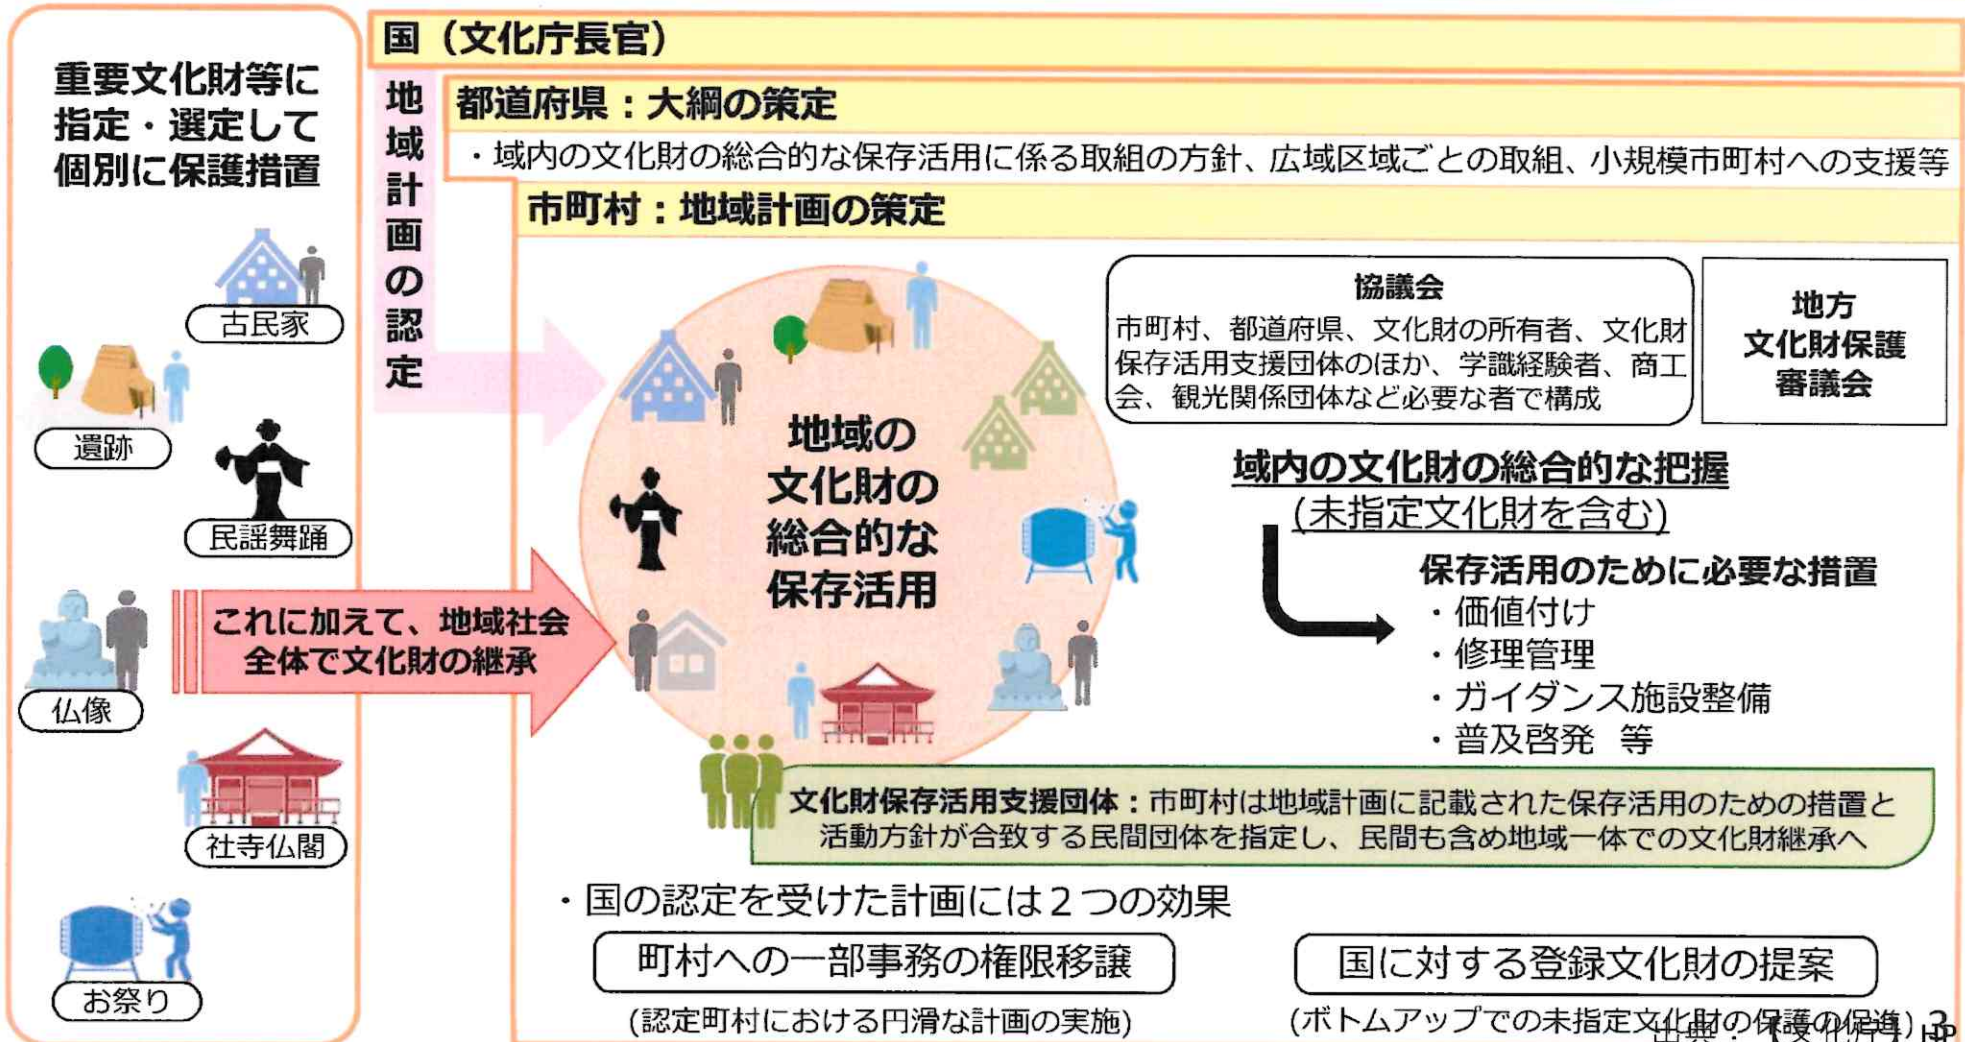 重要文化財等に
指定・選定して
個別に保護措置
古民家
遺跡
民謡舞踊
仏像
社寺仏閣
お祭り
これに加えて、地域社会
全体で文化財の継承
国（文化庁長官）
地域計画の認定
都道府県：大綱の策定
・域内の文化財の総合的な保存活用に係る取組の方針、広域区域ごとの取組、小規模市町村への支援等
市町村：地域計画の策定
地域の
文化財の
総合的な
保存活用
協議会
市町村、都道府県、文化財の所有者、文化財
保存活用支援団体のほか、学識経験者、商工
会、観光関係団体など必要な者で構成
地方
文化財保護
審議会
域内の文化財の総合的な把握
(未指定文化財を含む)
保存活用のために必要な措置
・価値付け
・修理管理
・ガイダンス施設整備
・普及啓発 等
文化財保存活用支援団体：市町村は地域計画に記載された保存活用のための措置と
活動方針が合致する民間団体を指定し、民間も含め地域一体での文化財継承へ
・国の認定を受けた計画には２つの効果
町村への一部事務の権限移譲
(認定町村における円滑な計画の実施)
国に対する登録文化財の提案
(ボトムアップでの未指定文化財の保護の促進)
出典：（文化庁）HP
3